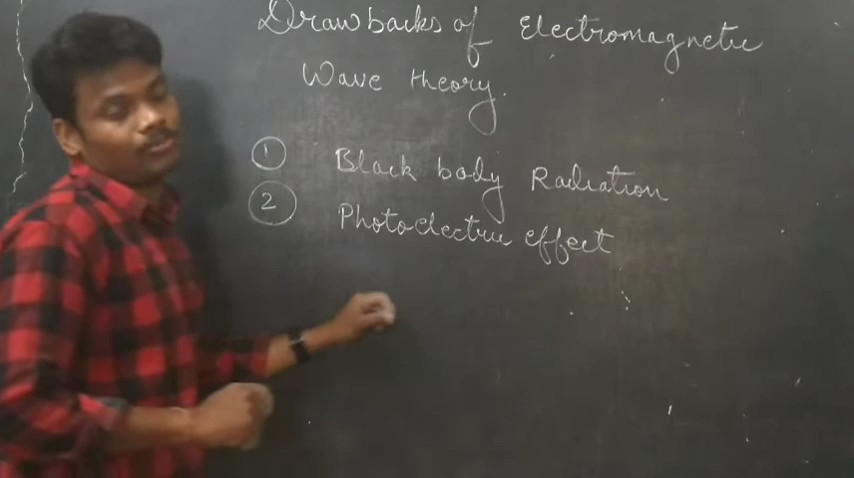 Drawbacks of Electromagnetic
Wave theory.
① Black body Radiation
② Photoelectric effect